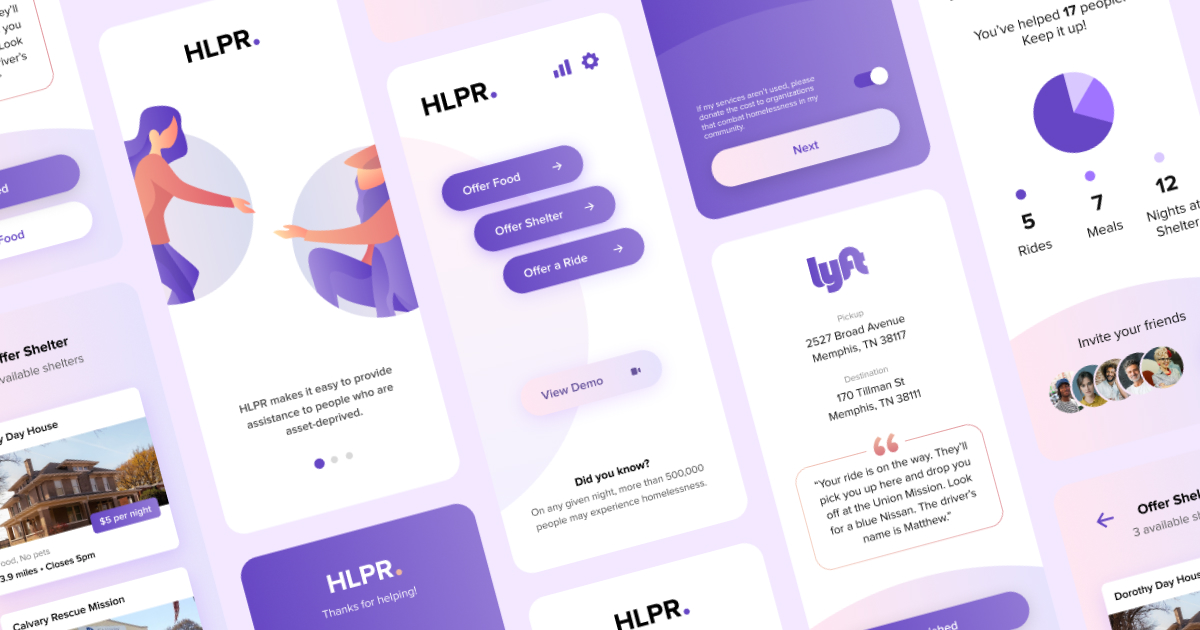 you
Look
HLPR.
HLPR makes it easy to provide
assistance to people who are
asset-deprived.
Food
Offer Shelter
available shelters
Day House
$5 per night
No pets
3.9 miles • Closes 5pm
Calvary Rescue Mission
HLPR.
Thanks for helping!
HLPR.
Offer Food
Offer Shelter
Offer a Ride
View Demo
Did you know?
On any given night, more than 500,000
people may experience homelessness.
HLPR.
If my services aren't used, please
donate the cost to organizations
that combat homelessness in my
community.
Next
lyft
Pickup
2527 Broad Avenue
Memphis, TN 38117
Destination
170 Tillman St
Memphis, TN 38111
“Your ride is on the way. They'll
pick you up here and drop you
off at the Union Mission. Look
for a blue Nissan. The driver's
name is Matthew.”
You've helped 17 people.
Keep it up!
5
Rides
7
Meals
12
Nights at
Shelter
Invite your friends
Offer Shel
3 available sh
Dorothy Day House